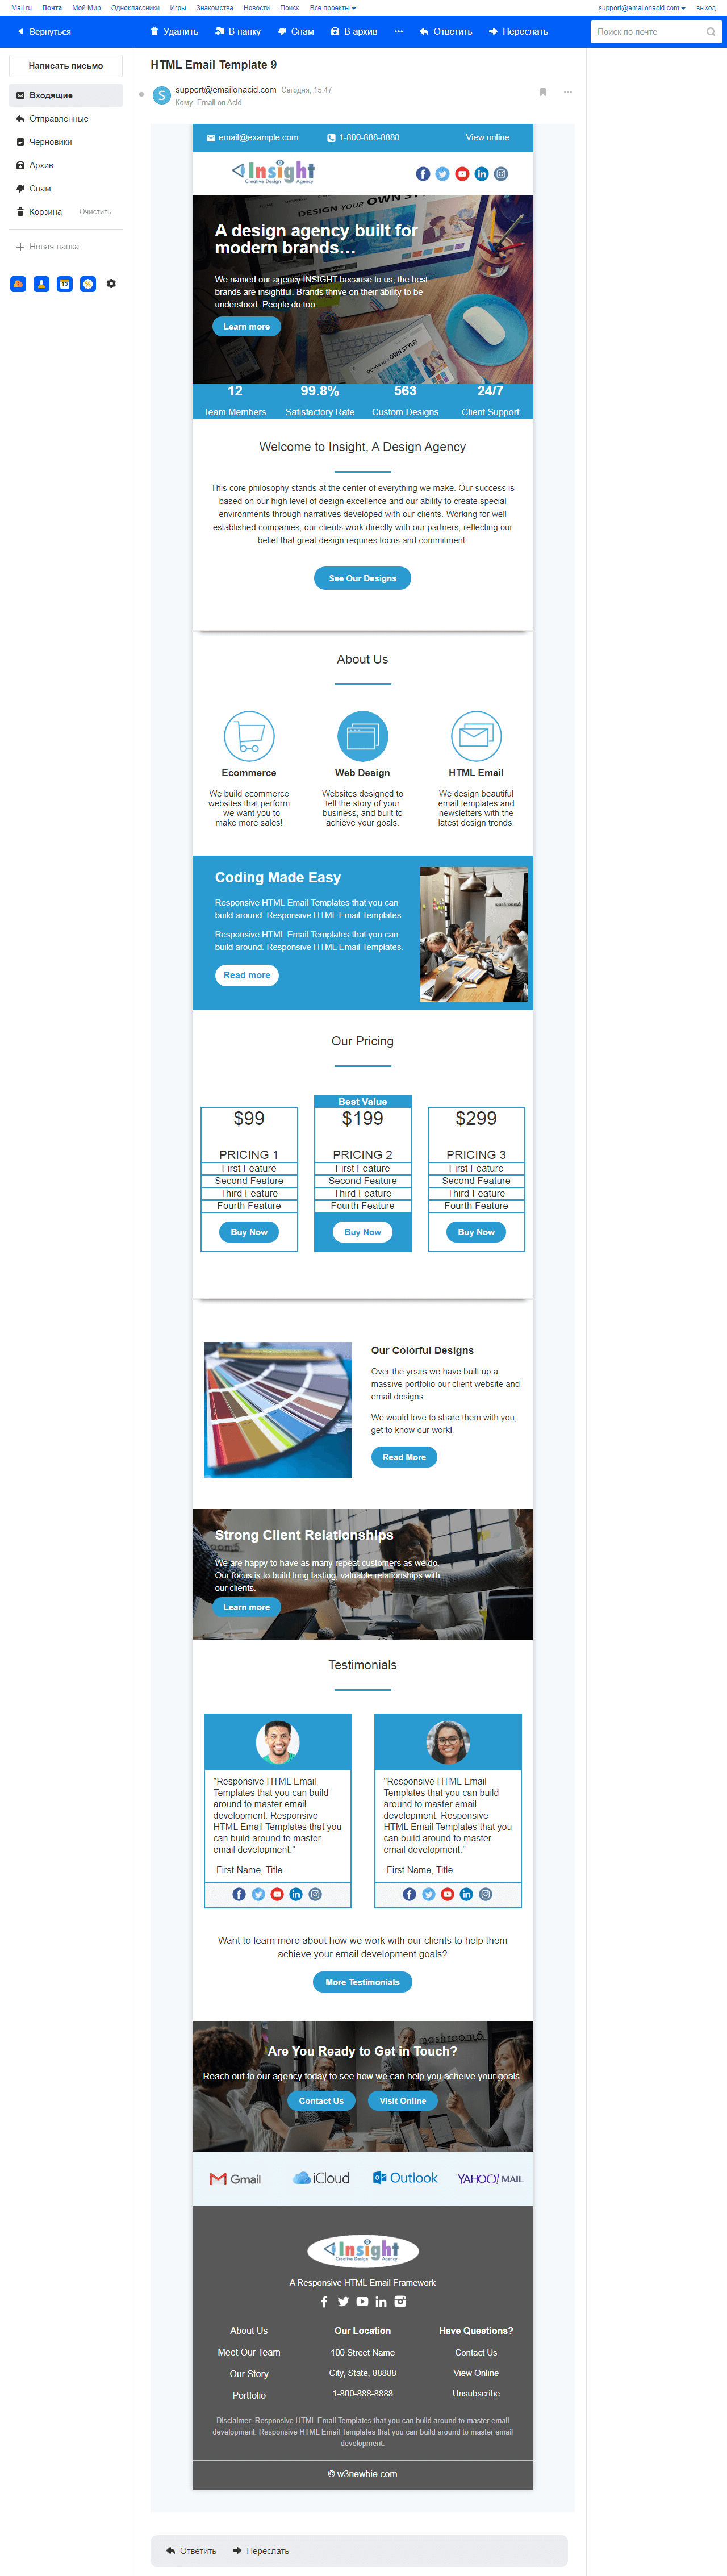 Mail.ru Почта Мой Мир Одноклассники Игры Знакомства Новости Поиск Все проекты support@emailonacid.com выход
Вернуться Удалить В папку Спам В архив ... Ответить Переслать Поиск по почте
Написать письмо
Входящие
Отправленные
Черновики
Архив
Спам
Корзина Очистить
Новая папка
HTML Email Template 9
S
support@emailonacid.com Сегодня, 15:47
Кому: Email on Acid
email@example.com 1-800-888-8888 View online
Insight
Creative Design Agency
DESIGN YOUR OWN STY
A design agency built for
modern brands…
We named our agency INSIGHT because to us, the best
brands are insightful. Brands thrive on their ability to be
understood. People do too.
Learn more
DESIGN YOUR STYLE!
12 99.8% 563 24/7
Team Members Satisfactory Rate Custom Designs Client Support
Welcome to Insight, A Design Agency
This core philosophy stands at the center of everything we make. Our success is
based on our high level of design excellence and our ability to create special
environments through narratives developed with our clients. Working for well
established companies, our clients work directly with our partners, reflecting our
belief that great design requires focus and commitment.
See Our Designs
About Us
Ecommerce
We build ecommerce
websites that perform
- we want you to
make more sales!
Web Design
Websites designed to
tell the story of your
business, and built to
achieve your goals.
HTML Email
We design beautiful
email templates and
newsletters with the
latest design trends.
Coding Made Easy
Responsive HTML Email Templates that you can
build around. Responsive HTML Email Templates.
Responsive HTML Email Templates that you can
build around. Responsive HTML Email Templates.
Read more
Our Pricing
$99
PRICING 1
First Feature
Second Feature
Third Feature
Fourth Feature
Buy Now
Best Value
$199
PRICING 2
First Feature
Second Feature
Third Feature
Fourth Feature
Buy Now
$299
PRICING 3
First Feature
Second Feature
Third Feature
Fourth Feature
Buy Now
Our Colorful Designs
Over the years we have built up a
massive portfolio our client website and
email designs.
We would love to share them with you,
get to know our work!
Read More
Strong Client Relationships
We are happy to have as many repeat customers as we do.
Our focus is to build long lasting, valuable relationships with
our clients.
Learn more
Testimonials
"Responsive HTML Email
Templates that you can build
around to master email
development. Responsive
HTML Email Templates that you
can build around to master
email development."
-First Name, Title
"Responsive HTML Email
Templates that you can build
around to master email
development. Responsive
HTML Email Templates that you
can build around to master
email development."
-First Name, Title
Want to learn more about how we work with our clients to help them
achieve your email development goals?
More Testimonials
mashroom6
Are You Ready to Get in Touch?
Reach out to our agency today to see how we can help you acheive your goals.
Contact Us Visit Online
Gmail iCloud Outlook YAHOO! MAIL
Insight
Creative Design Agency
A Responsive HTML Email Framework
About Us
Meet Our Team
Our Story
Portfolio
Our Location
100 Street Name
City, State, 88888
1-800-888-8888
Have Questions?
Contact Us
View Online
Unsubscribe
Disclaimer: Responsive HTML Email Templates that you can build around to master email
development. Responsive HTML Email Templates that you can build around to master email
development.
© w3newbie.com
Ответить Переслать